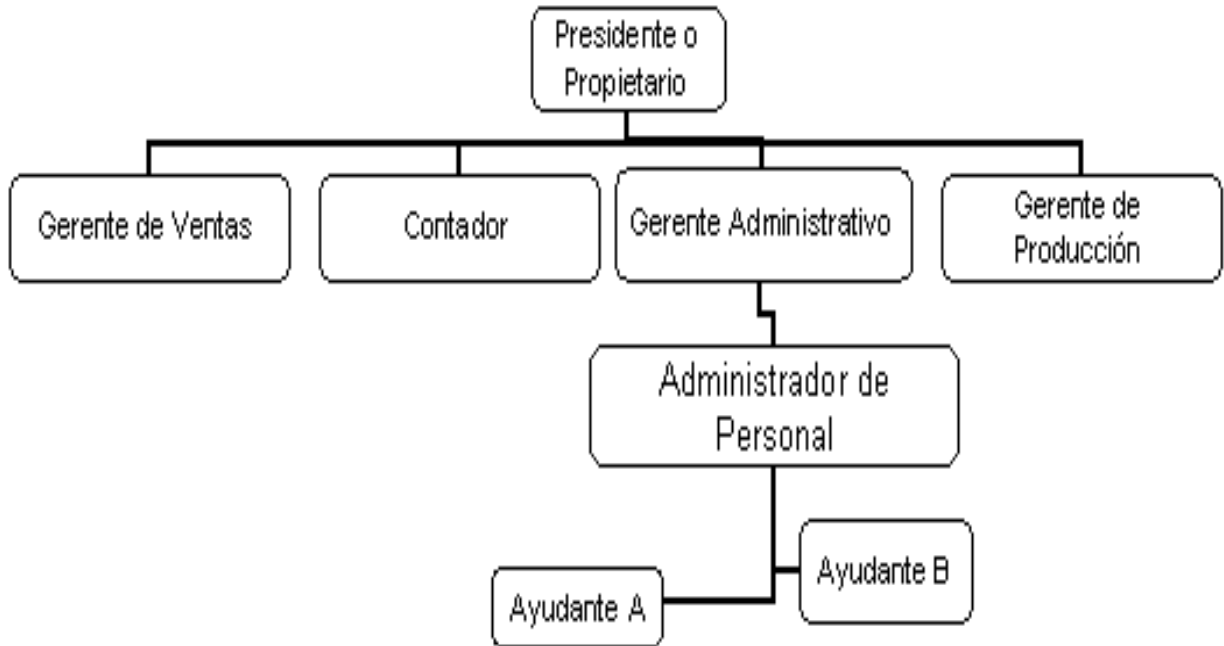 Presidente o
Propietario
Gerente de Ventas
Contador
Gerente Administrativo
Gerente de
Producción
Administrador de
Personal
Ayudante B
Ayudante A